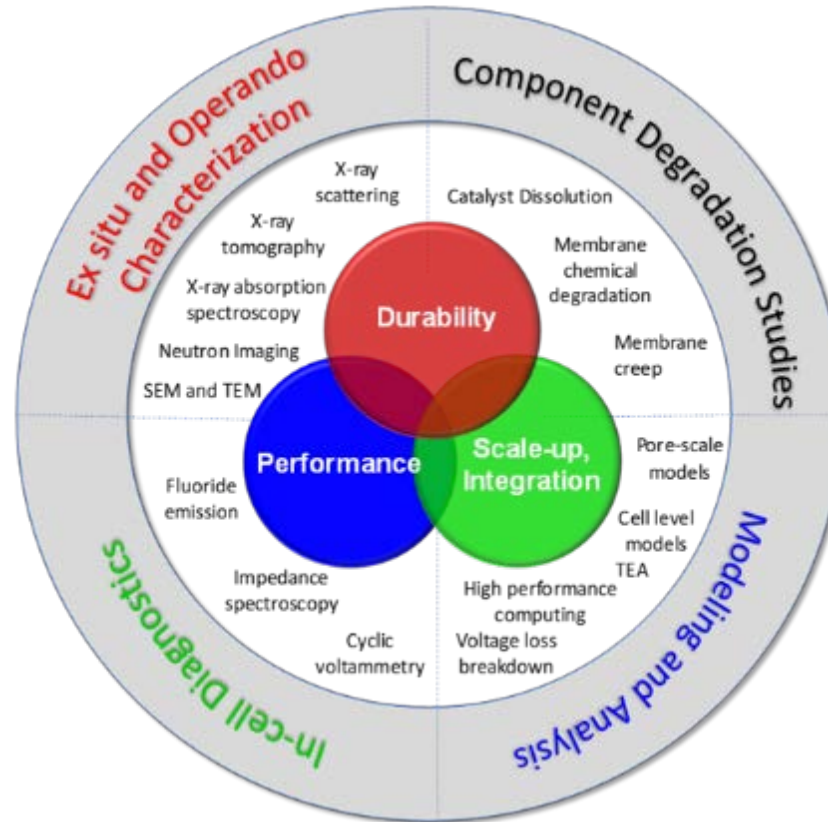 Ex situ and Operando
Characterization
Component Degradation Studies
X-ray
scattering
X-ray
tomography
X-ray absorption
spectroscopy
Neutron Imaging
SEM and TEM
Catalyst Dissolution
Membrane
chemical
degradation
Membrane
creep
Durability
Performance
Scale-up,
Integration
Fluoride
emission
Impedance
spectroscopy
Cyclic
voltammetry
Pore-scale
models
Cell level
models
TEA
High performance
computing
Voltage loss
breakdown
In-cell Diagnostics
Modeling and Analysis